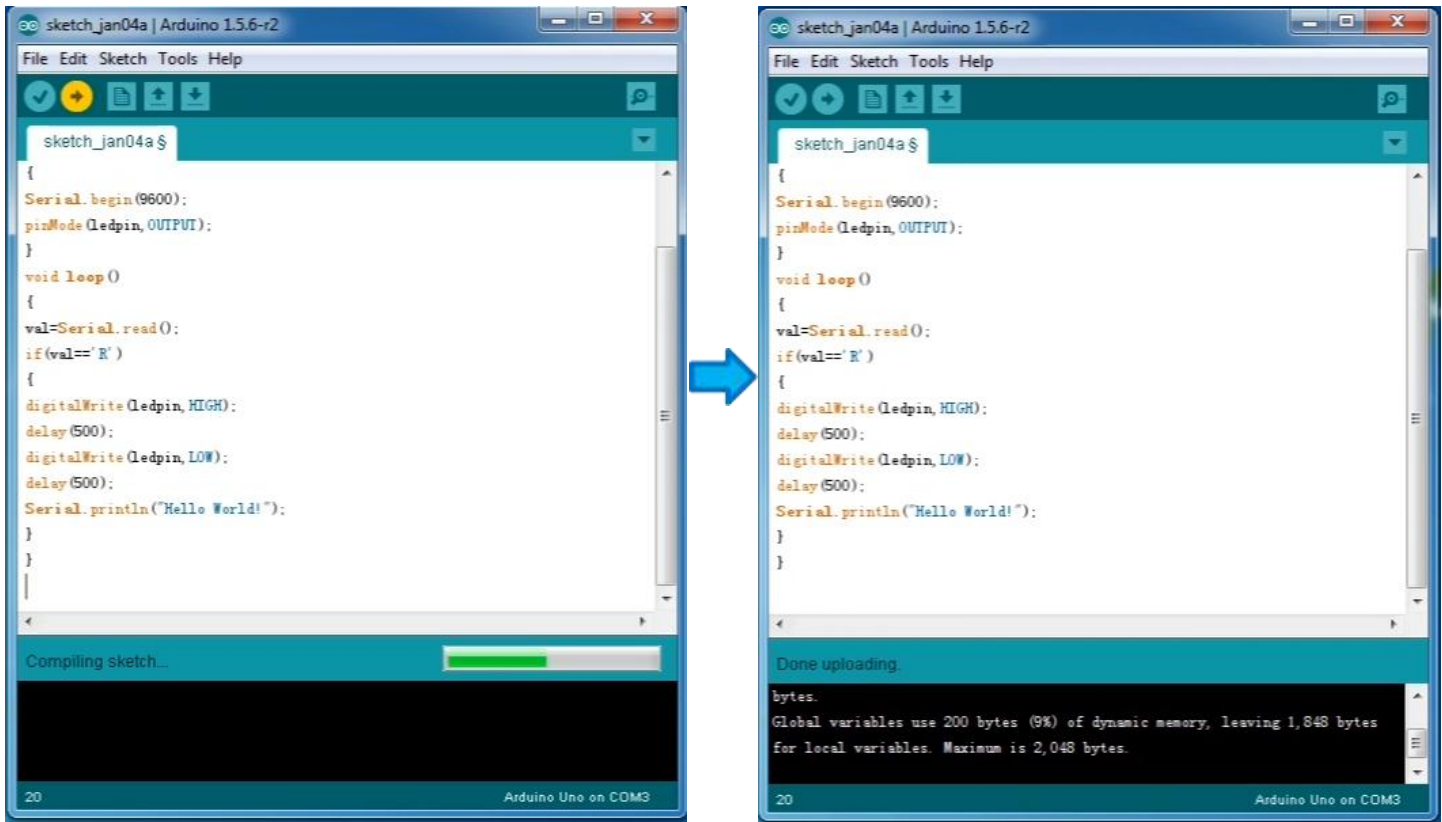 sketch_jan04a | Arduino 1.5.6-r2
File Edit Sketch Tools Help
sketch_jan04a §
{
Serial.begin(9600);
pinMode(ledpin,OUTPUT);
}
void loop()
{
val=Serial.read();
if(val=='R')
{
digitalWrite(ledpin,HIGH);
delay(500);
digitalWrite(ledpin,LOW);
delay(500);
Serial.println("Hello World!");
}
}
Compiling sketch...
20
Arduino Uno on COM3
sketch_jan04a | Arduino 1.5.6-r2
File Edit Sketch Tools Help
sketch_jan04a §
{
Serial.begin(9600);
pinMode(ledpin,OUTPUT);
}
void loop()
{
val=Serial.read();
if(val=='R')
{
digitalWrite(ledpin,HIGH);
delay(500);
digitalWrite(ledpin,LOW);
delay(500);
Serial.println("Hello World!");
}
}
Done uploading.
bytes.
Global variables use 200 bytes (9%) of dynamic memory, leaving 1,848 bytes
for local variables. Maximum is 2,048 bytes.
20
Arduino Uno on COM3